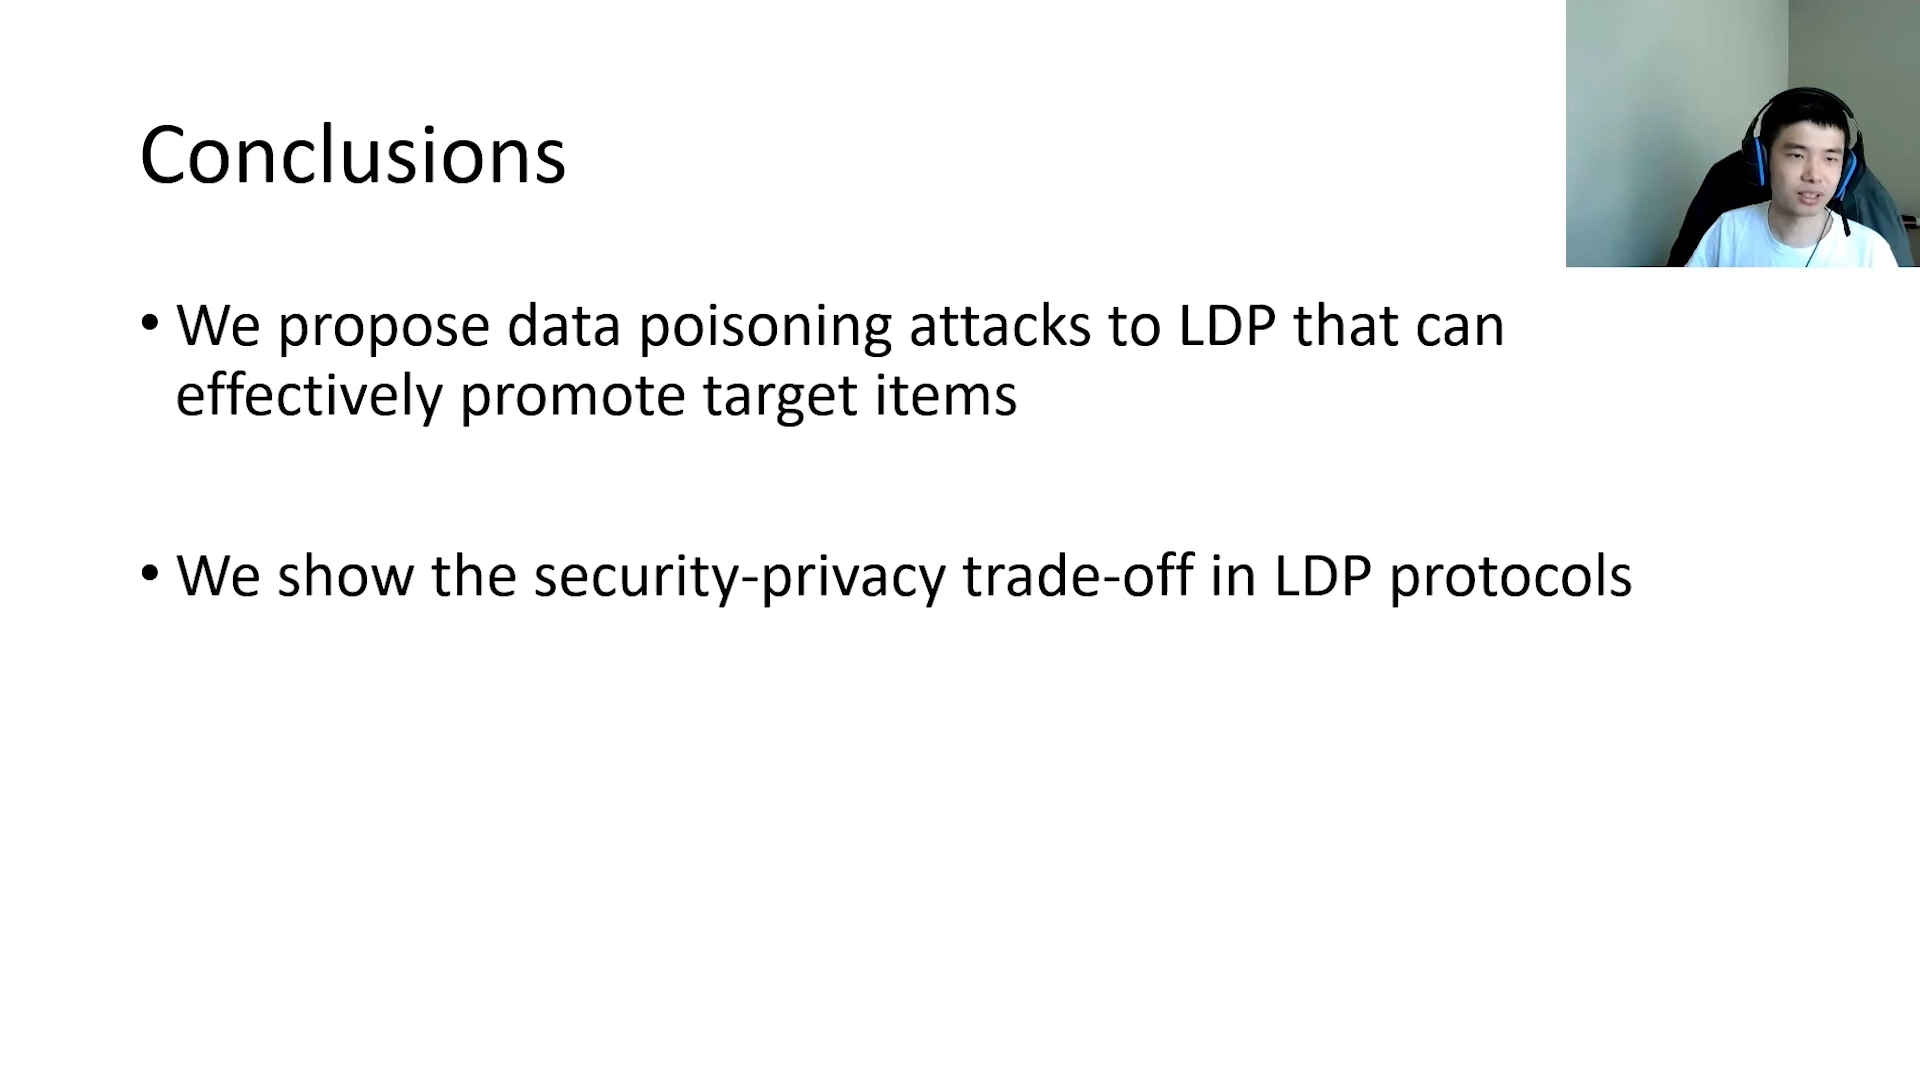 Conclusions
• We propose data poisoning attacks to LDP that can
effectively promote target items
• We show the security-privacy trade-off in LDP protocols